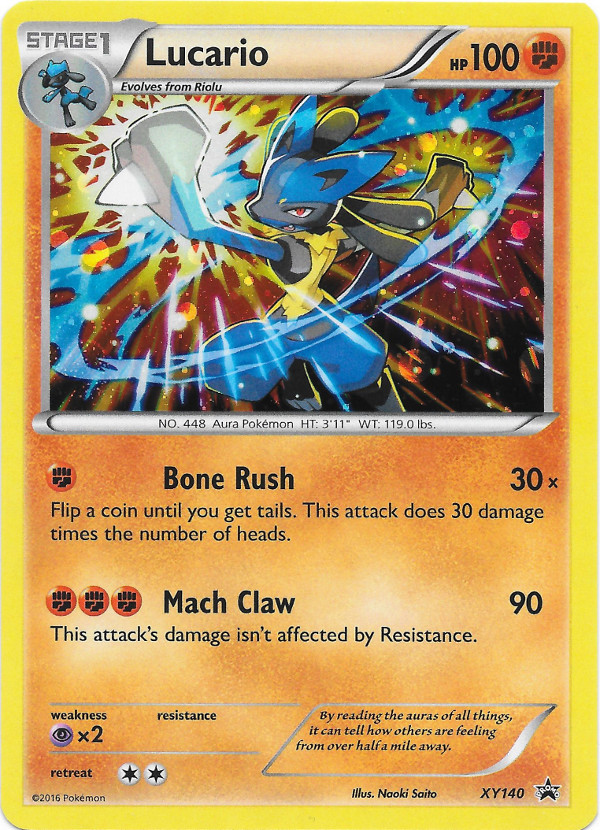 STAGE1
Lucario
HP100
Evolves from Riolu
NO. 448 Aura Pokémon HT: 3'11" WT: 119.0 lbs.
Bone Rush 30×
Flip a coin until you get tails. This attack does 30 damage
times the number of heads.
Mach Claw 90
This attack's damage isn't affected by Resistance.
weakness resistance
×2
retreat
By reading the auras of all things,
it can tell how others are feeling
from over half a mile away.
©2016 Pokémon Illus. Naoki Saito XY140